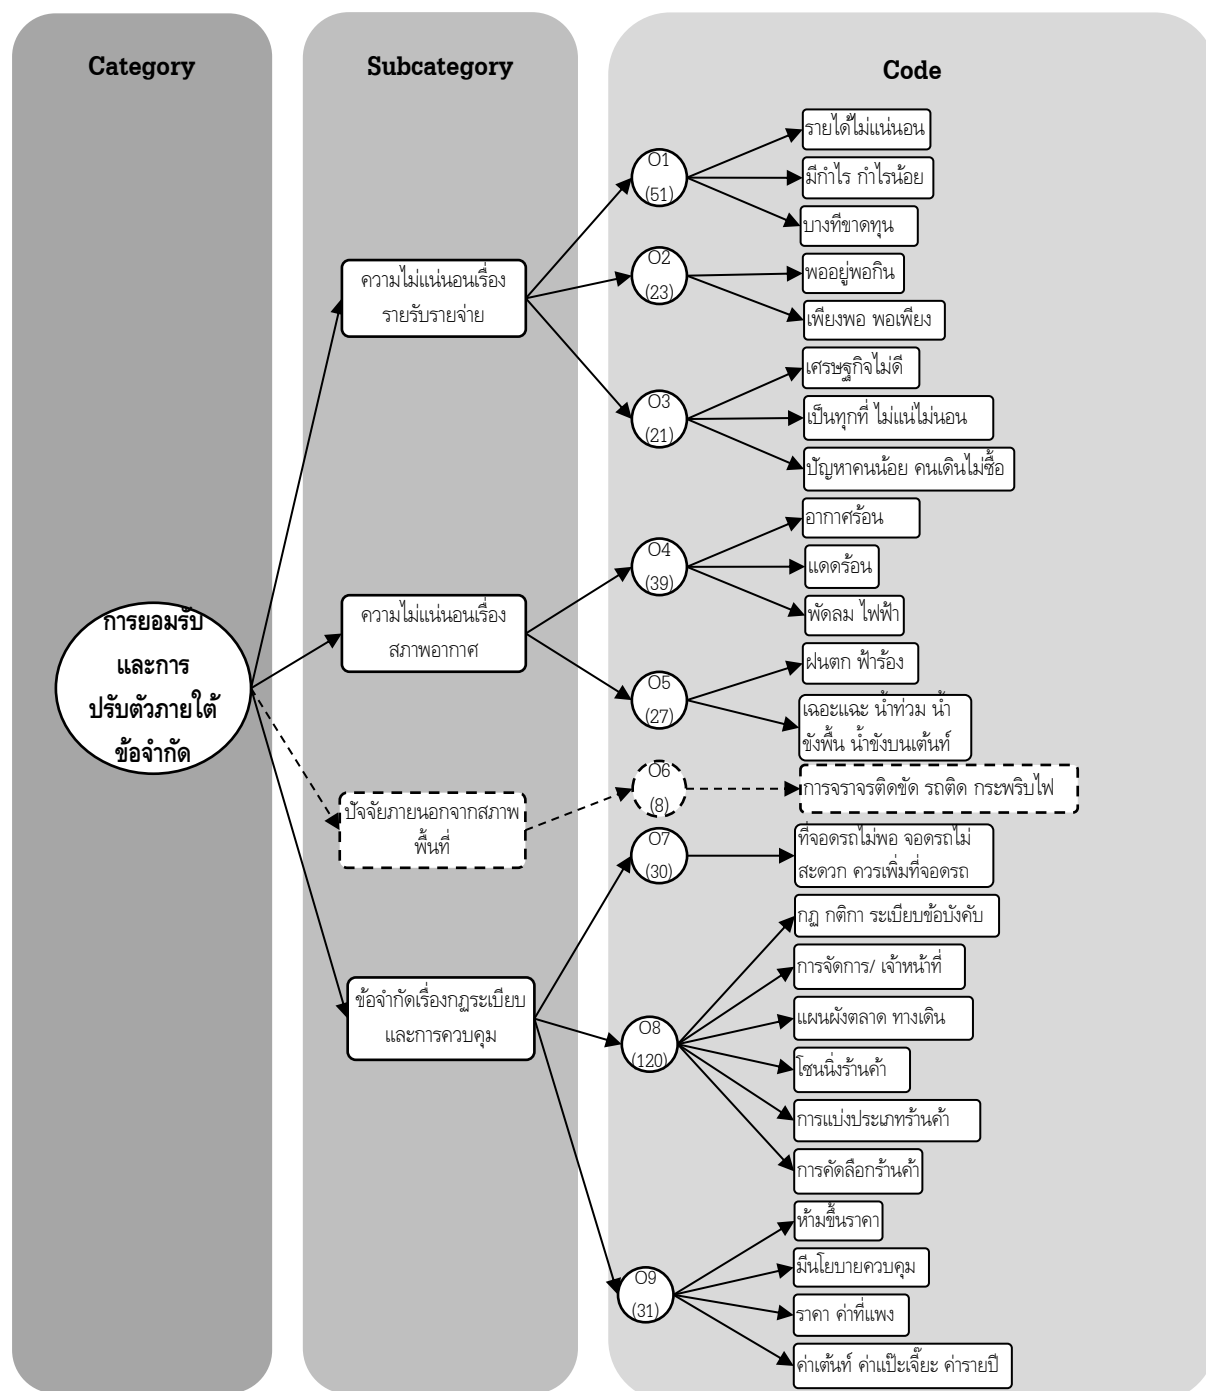 Category
Subcategory
Code
การยอมรับ
และการ
ปรับตัวภายใต้
ข้อจำกัด
ความไม่แน่นอนเรื่อง
รายรับรายจ่าย
O1
(51)
รายได้ไม่แน่นอน
มีกำไร กำไรน้อย
บางทีขาดทุน
O2
(23)
พออยู่พอกิน
เพียงพอ พอเพียง
O3
(21)
เศรษฐกิจไม่ดี
เป็นทุกที่ ไม่แน่ไม่นอน
ปัญหาคนน้อย คนเดินไม่ซื้อ
ความไม่แน่นอนเรื่อง
สภาพอากาศ
O4
(39)
อากาศร้อน
แดดร้อน
พัดลม ไฟฟ้า
O5
(27)
ฝนตก ฟ้าร้อง
เฉอะแฉะ น้ำท่วม น้ำ
ขังพื้น น้ำขังบนเต้นท์
ปัจจัยภายนอกจากสภาพ
พื้นที่
O6
(8)
การจราจรติดขัด รถติด กระพริบไฟ
ข้อจำกัดเรื่องกฎระเบียบ
และการควบคุม
O7
(30)
ที่จอดรถไม่พอ จอดรถไม่
สะดวก ควรเพิ่มที่จอดรถ
O8
(120)
กฎ กติกา ระเบียบข้อบังคับ
การจัดการ/ เจ้าหน้าที่
แผนผังตลาด ทางเดิน
โซนนิ่งร้านค้า
การแบ่งประเภทร้านค้า
การคัดลือกร้านค้า
O9
(31)
ห้ามขึ้นราคา
มีนโยบายควบคุม
ราคา ค่าที่แพง
ค่าเต้นท์ ค่าแป๊ะเจี๊ยะ ค่ารายปี